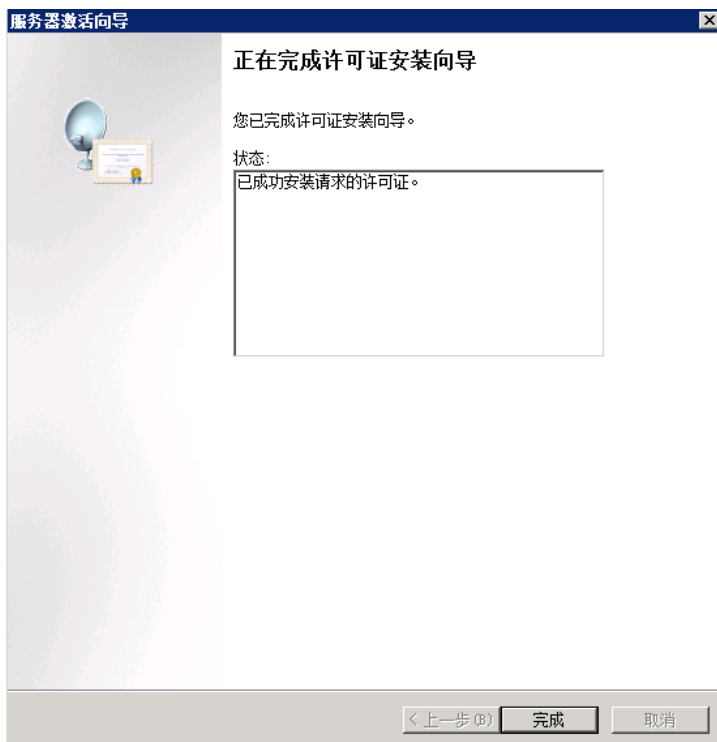 服务器激活向导
正在完成许可证安装向导
您已完成许可证安装向导。
状态:
已成功安装请求的许可证。
< 上一步(B)
完成
取消